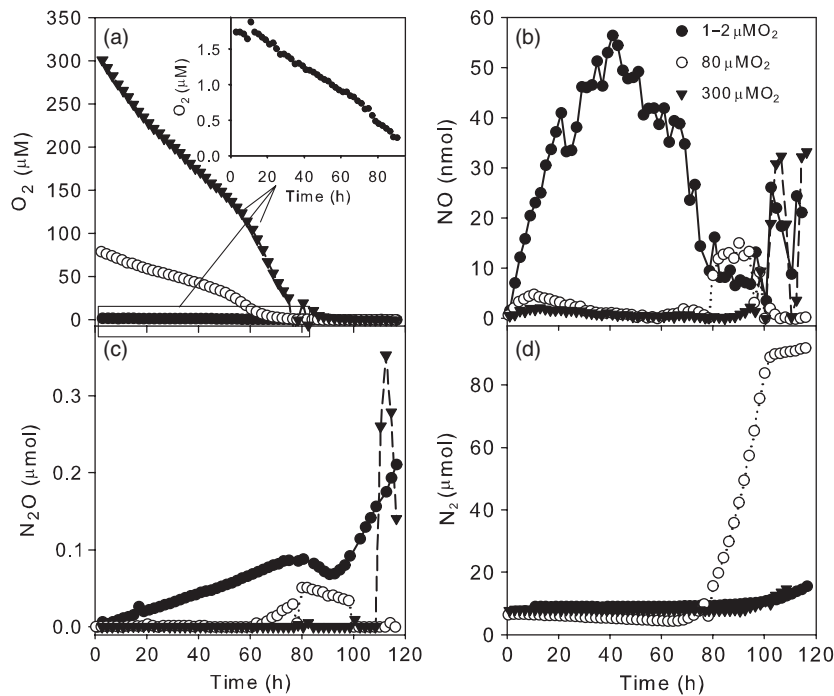 (a)
O2 (μM)
350
300
250
200
150
100
50
0
O2 (μM)
1.5
1.0
0.5
0.0
0 20 40 60 80
Time (h)
(b)
NO (nmol)
60
50
40
30
20
10
0
1–2 μMO2
80 μMO2
300 μMO2
(c)
N2O (μmol)
0.3
0.2
0.1
0.0
0 20 40 60 80 100 120
Time (h)
(d)
N2 (μmol)
80
60
40
20
0
0 20 40 60 80 100 120
Time (h)